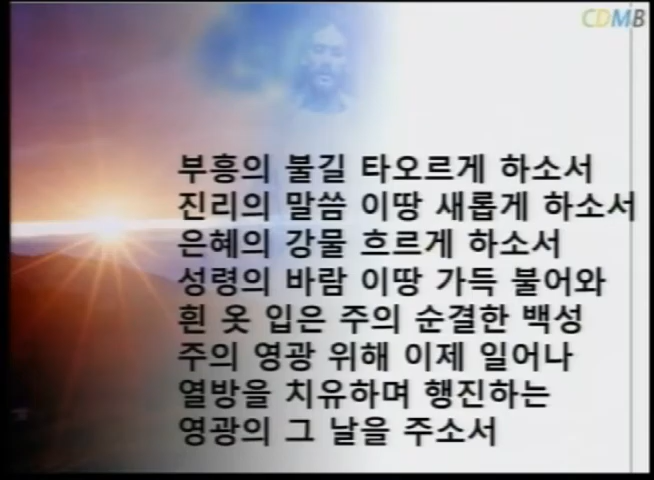 CDMB
부흥의 불길 타오르게 하소서
진리의 말씀 이땅 새롭게 하소서
은혜의 강물 흐르게 하소서
성령의 바람 이땅 가득 불어와
흰 옷 입은 주의 순결한 백성
주의 영광 위해 이제 일어나
열방을 치유하며 행진하는
영광의 그 날을 주소서